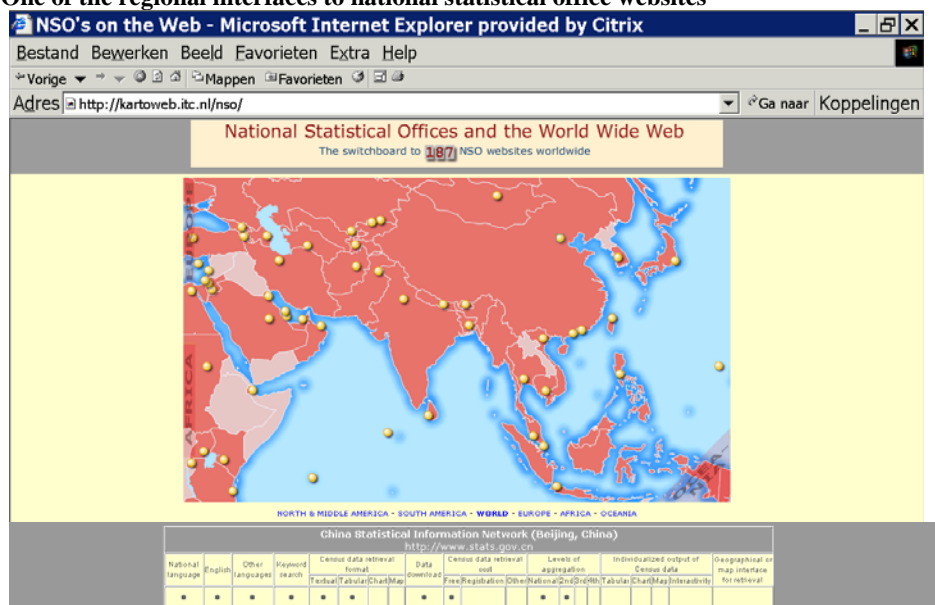 One of the regional interfaces to national statistical office websites
NSO's on the Web - Microsoft Internet Explorer provided by Citrix
Bestand Bewerken Beeld Favorieten Extra Help
Vorige Mappen Favorieten
Adres http://kartoweb.itc.nl/nso/ Ga naar Koppelingen
National Statistical Offices and the World Wide Web
The switchboard to 187 NSO websites worldwide
EUROPE
AFRICA
OCEANIA
NORTH & MIDDLE AMERICA - SOUTH AMERICA - WORLD - EUROPE - AFRICA - OCEANIA
China Statistical Information Network (Beijing, China)
http://www.stats.gov.cn
National language English Other languages Keyword search Census data retrieval format Data download Census data retrieval cost Levels of aggregation Individualized output of Census data Geographical or map interface for retrieval
Textual Tabular Chart Map Free Registration Other National 2nd 3rd 4th Tabular Chart Map Interactivity